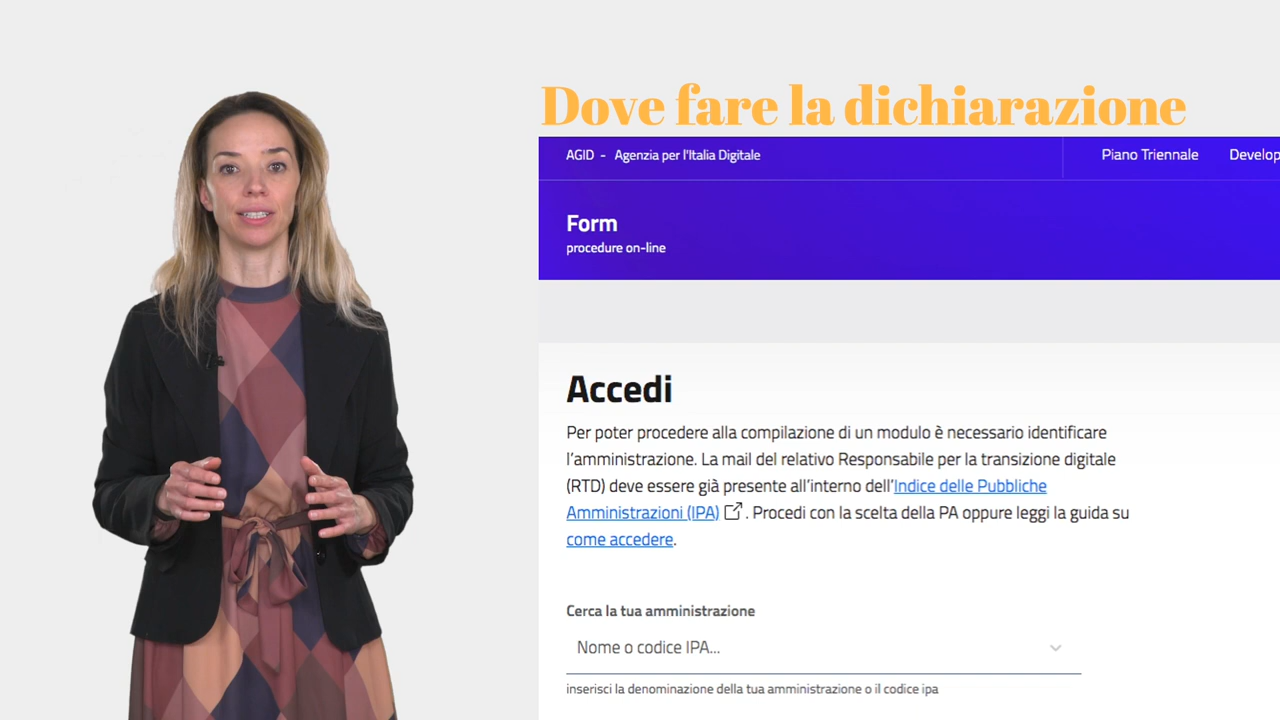 Dove fare la dichiarazione
AGID - Agenzia per l'Italia Digitale
Piano Triennale
Develop
Form
procedure on-line
Accedi
Per poter procedere alla compilazione di un modulo è necessario identificare
l'amministrazione. La mail del relativo Responsabile per la transizione digitale
(RTD) deve essere già presente all'interno dell'Indice delle Pubbliche
Amministrazioni (IPA) . Procedi con la scelta della PA oppure leggi la guida su
come accedere.
Cerca la tua amministrazione
Nome o codice IPA...
inserisci la denominazione della tua amministrazione o il codice ipa